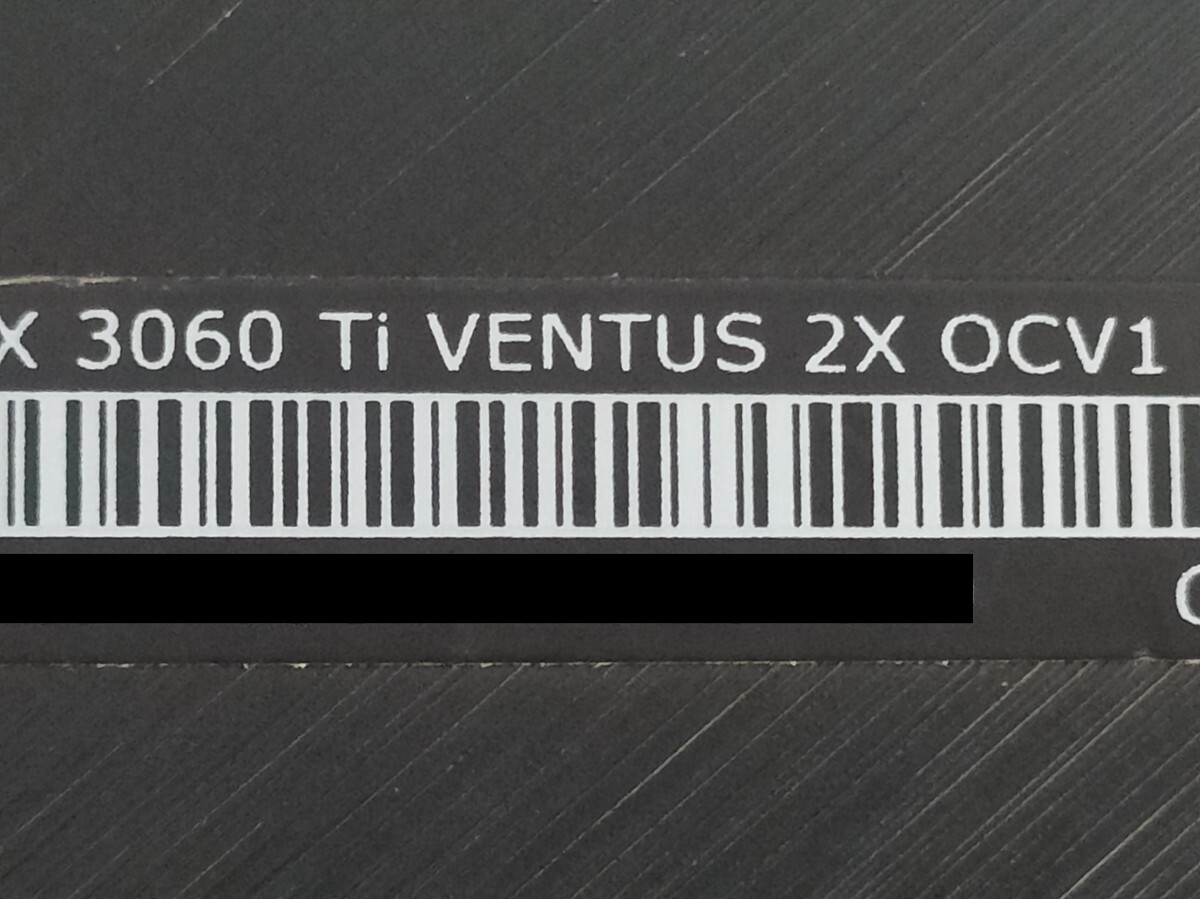 X 3060 Ti VENTUS 2X OCV1